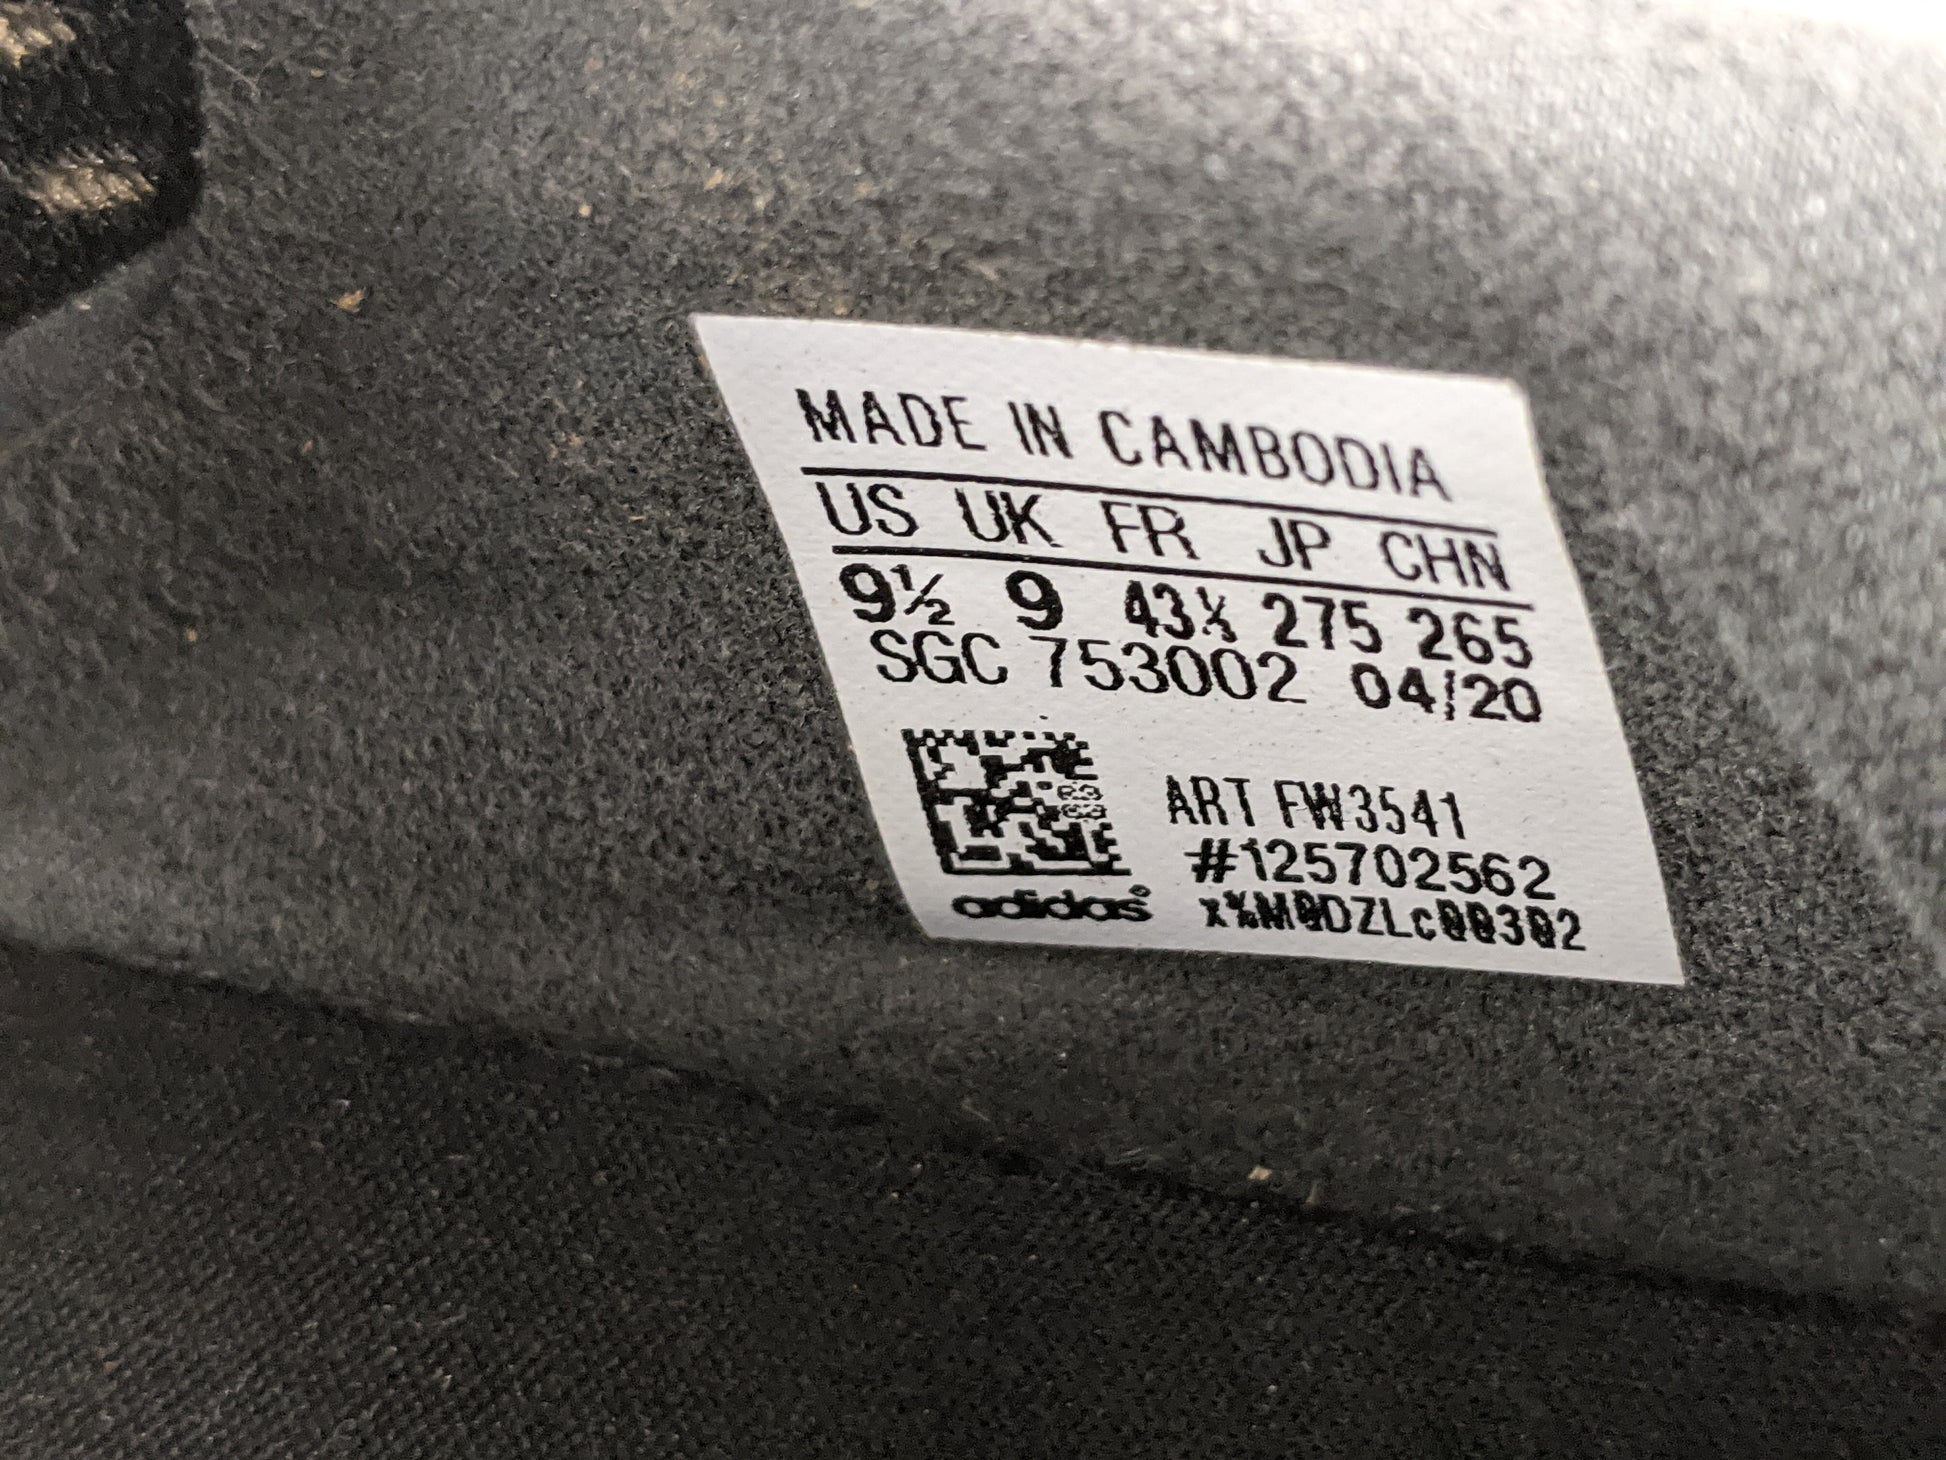 MADE IN CAMBODIA
US UK FR JP CHN
9½ 9 43⅓ 275 265
SGC 753002 04/20
ART FW3541
#125702562
adidas® x%M0DZLc00302